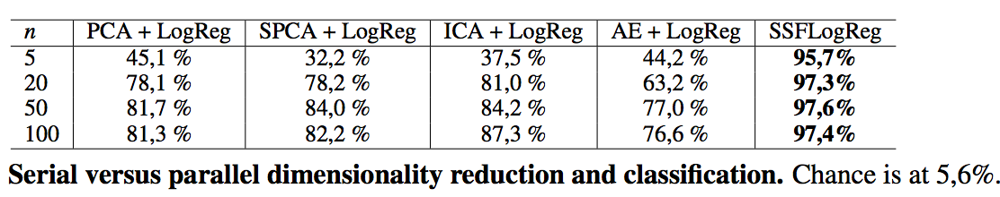 n PCA + LogReg SPCA + LogReg ICA + LogReg AE + LogReg SSFLogReg
5 45,1 % 32,2 % 37,5 % 44,2 % 95,7%
20 78,1 % 78,2 % 81,0 % 63,2 % 97,3%
50 81,7 % 84,0 % 84,2 % 77,0 % 97,6%
100 81,3 % 82,2 % 87,3 % 76,6 % 97,4%
Serial versus parallel dimensionality reduction and classification. Chance is at 5,6%.